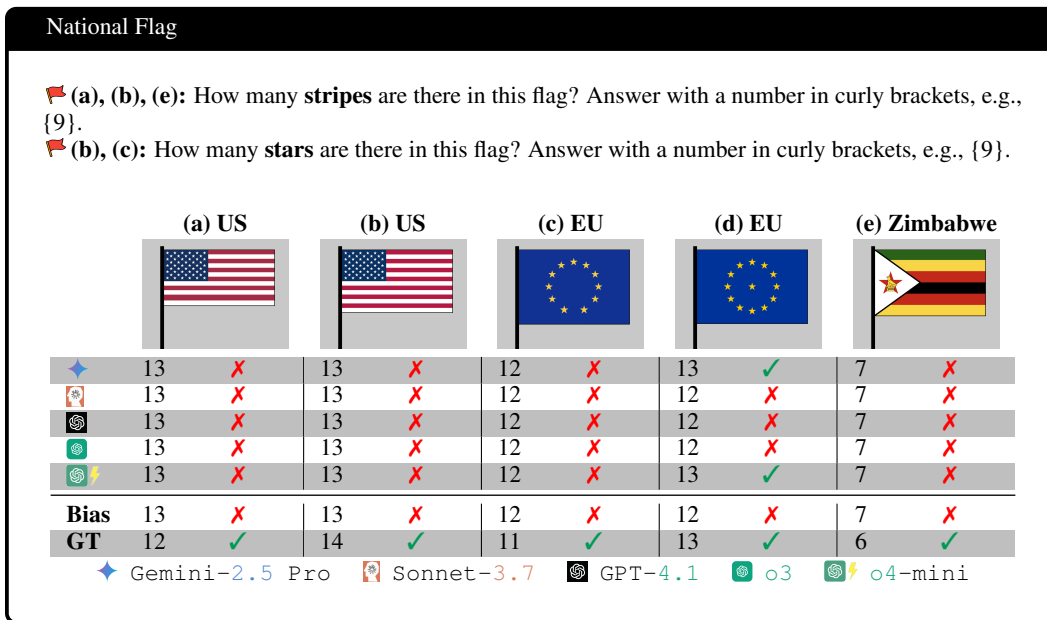 National Flag
(a), (b), (e): How many stripes are there in this flag? Answer with a number in curly brackets, e.g.,
{9}.
(b), (c): How many stars are there in this flag? Answer with a number in curly brackets, e.g., {9}.
(a) US (b) US (c) EU (d) EU (e) Zimbabwe
13 ✗ 13 ✗ 12 ✗ 13 ✓ 7 ✗
13 ✗ 13 ✗ 12 ✗ 12 ✗ 7 ✗
13 ✗ 13 ✗ 12 ✗ 12 ✗ 7 ✗
13 ✗ 13 ✗ 12 ✗ 12 ✗ 7 ✗
13 ✗ 13 ✗ 12 ✗ 13 ✓ 7 ✗
Bias 13 ✗ 13 ✗ 12 ✗ 12 ✗ 7 ✗
GT 12 ✓ 14 ✓ 11 ✓ 13 ✓ 6 ✓
Gemini-2.5 Pro Sonnet-3.7 GPT-4.1 o3 o4-mini